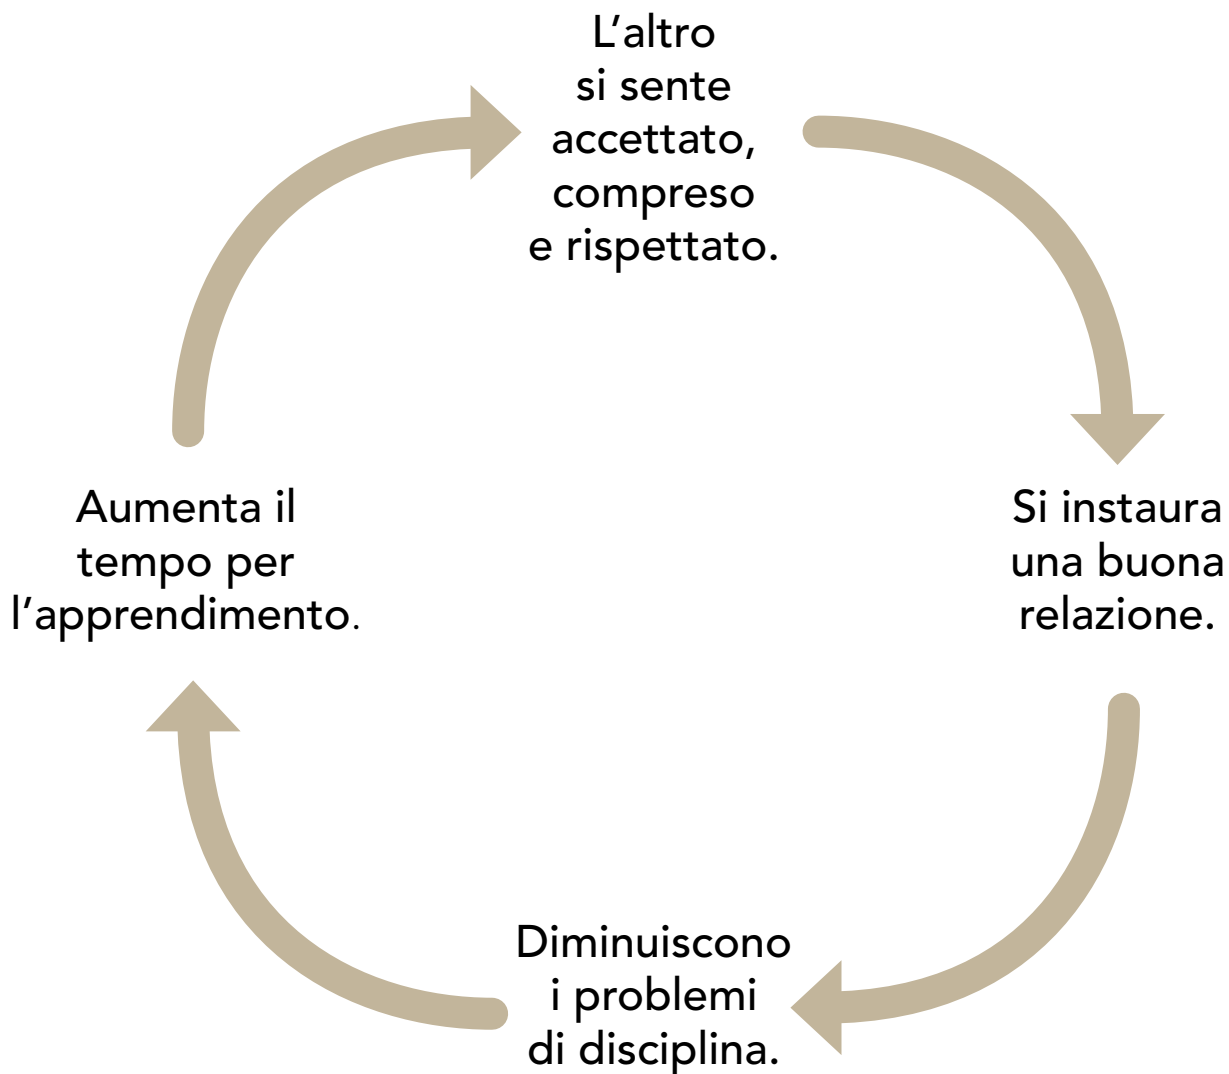 L’altro
si sente
accettato,
compreso
e rispettato.
Si instaura
una buona
relazione.
Diminuiscono
i problemi
di disciplina.
Aumenta il
tempo per
l’apprendimento.